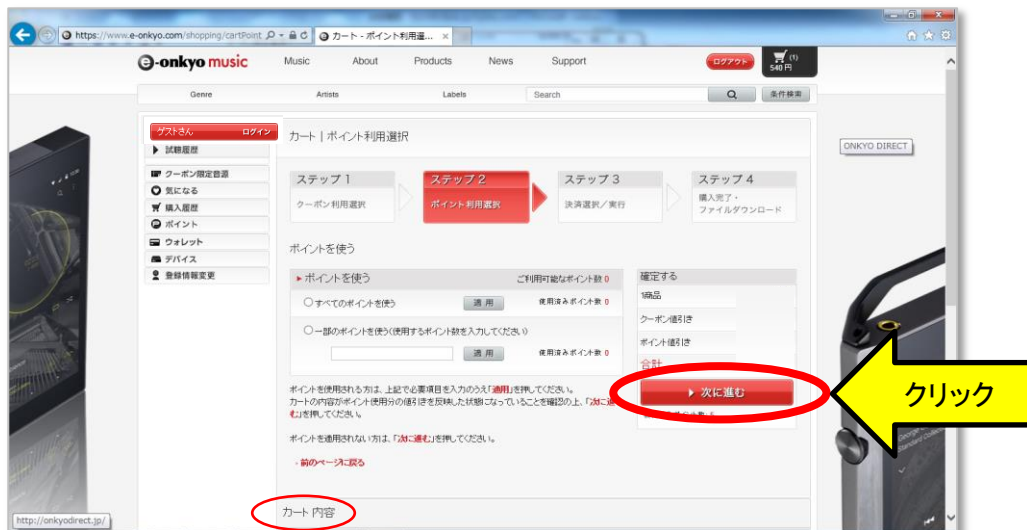 https://www.e-onkyo.com/shopping/cartPoint
カート - ポイント利用選...
e-onkyo music
Music About Products News Support
ログアウト
(1)
540 円
Genre Artists Labels Search 条件検索
ゲストさん ログイン
試聴履歴
クーポン限定音源
気になる
購入履歴
ポイント
ウォレット
デバイス
登録情報変更
カート | ポイント利用選択
ONKYO DIRECT
ステップ 1 ステップ 2 ステップ 3 ステップ 4
クーポン利用選択 ポイント利用選択 決済選択/実行 購入完了・
ファイルダウンロード
ポイントを使う
ポイントを使う ご利用可能なポイント数 0
すべてのポイントを使う 適 用 使用済みポイント数 0
一部のポイントを使う(使用するポイント数を入力してください)
適 用 使用済みポイント数 0
確定する
1商品
クーポン値引き
ポイント値引き
合計
次に進む
クリック
ポイントを使用される方は、上記で必要項目を入力のうえ「適用」を押してください。
カートの内容がポイント使用分の値引きを反映した状態になっていることを確認の上、「次に進
む」を押してください。
ポイントを適用されない方は、「次に進む」を押してください。
前のページに戻る
カート内容
http://onkyodirect.jp/